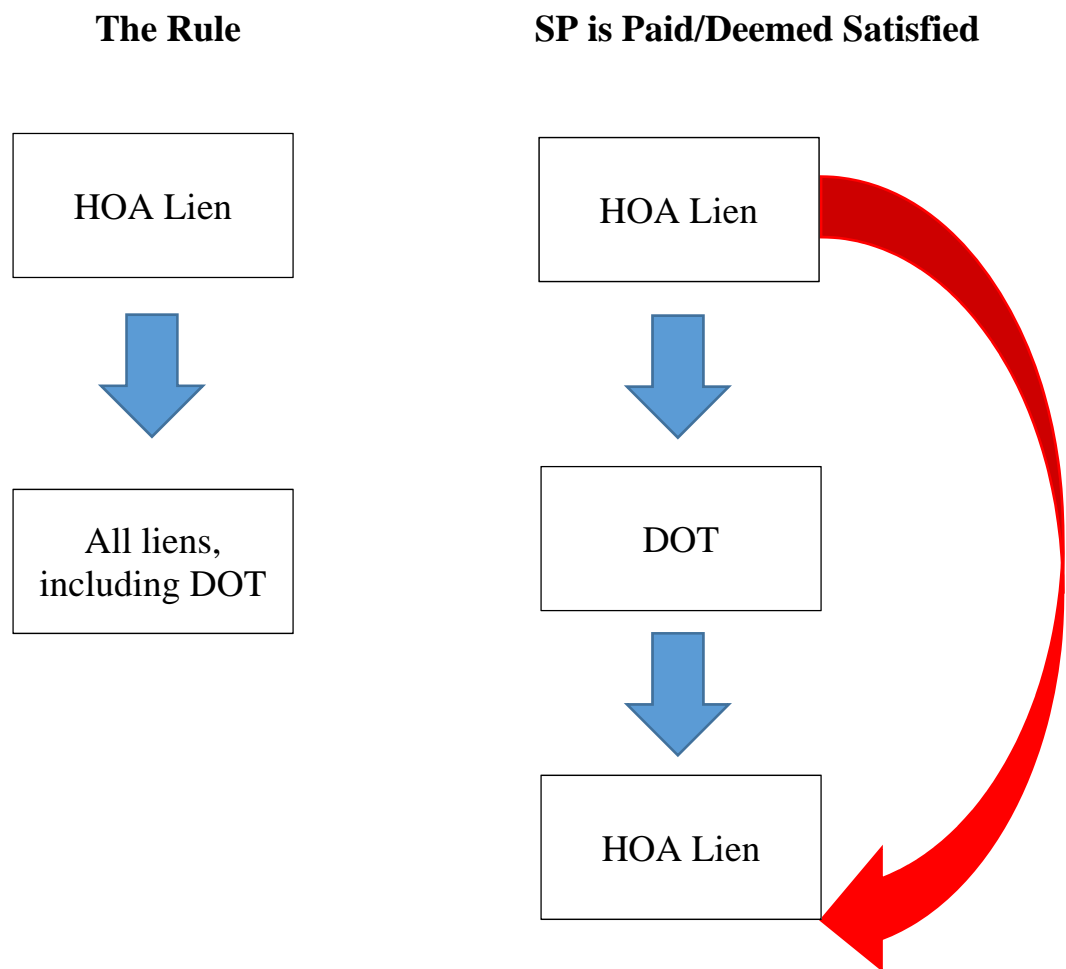 The Rule
SP is Paid/Deemed Satisfied
HOA Lien
All liens,
including DOT
HOA Lien
DOT
HOA Lien